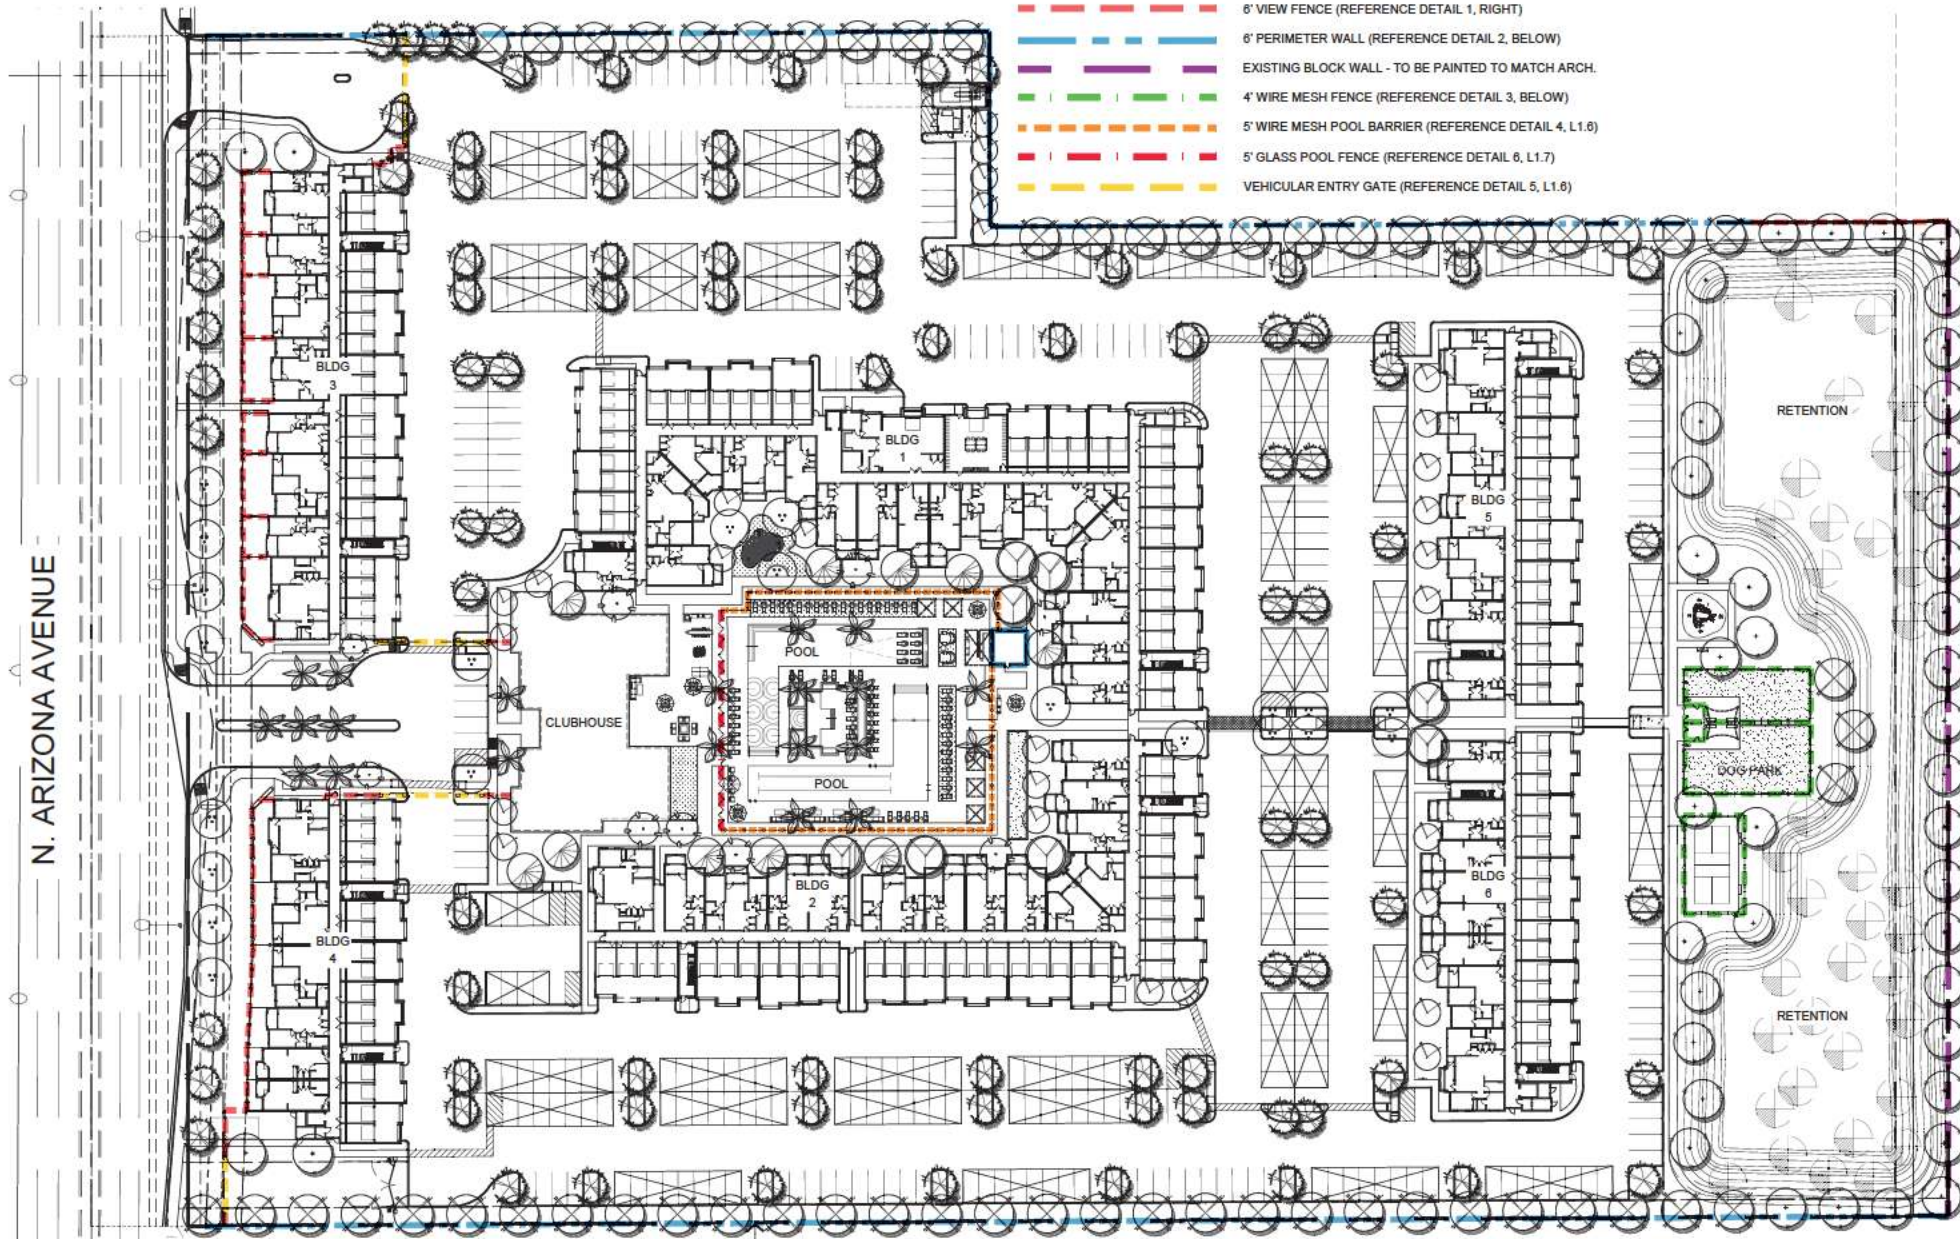 6' VIEW FENCE (REFERENCE DETAIL 1, RIGHT)
6' PERIMETER WALL (REFERENCE DETAIL 2, BELOW)
EXISTING BLOCK WALL - TO BE PAINTED TO MATCH ARCH.
4' WIRE MESH FENCE (REFERENCE DETAIL 3, BELOW)
5' WIRE MESH POOL BARRIER (REFERENCE DETAIL 4, L1.6)
5' GLASS POOL FENCE (REFERENCE DETAIL 6, L1.7)
VEHICULAR ENTRY GATE (REFERENCE DETAIL 5, L1.6)
BLDG
3
BLDG
1
RETENTION
BLDG
5
N. ARIZONA AVENUE
POOL
CLUBHOUSE
DOG PARK
POOL
BLDG
2
BLDG
6
BLDG
4
RETENTION